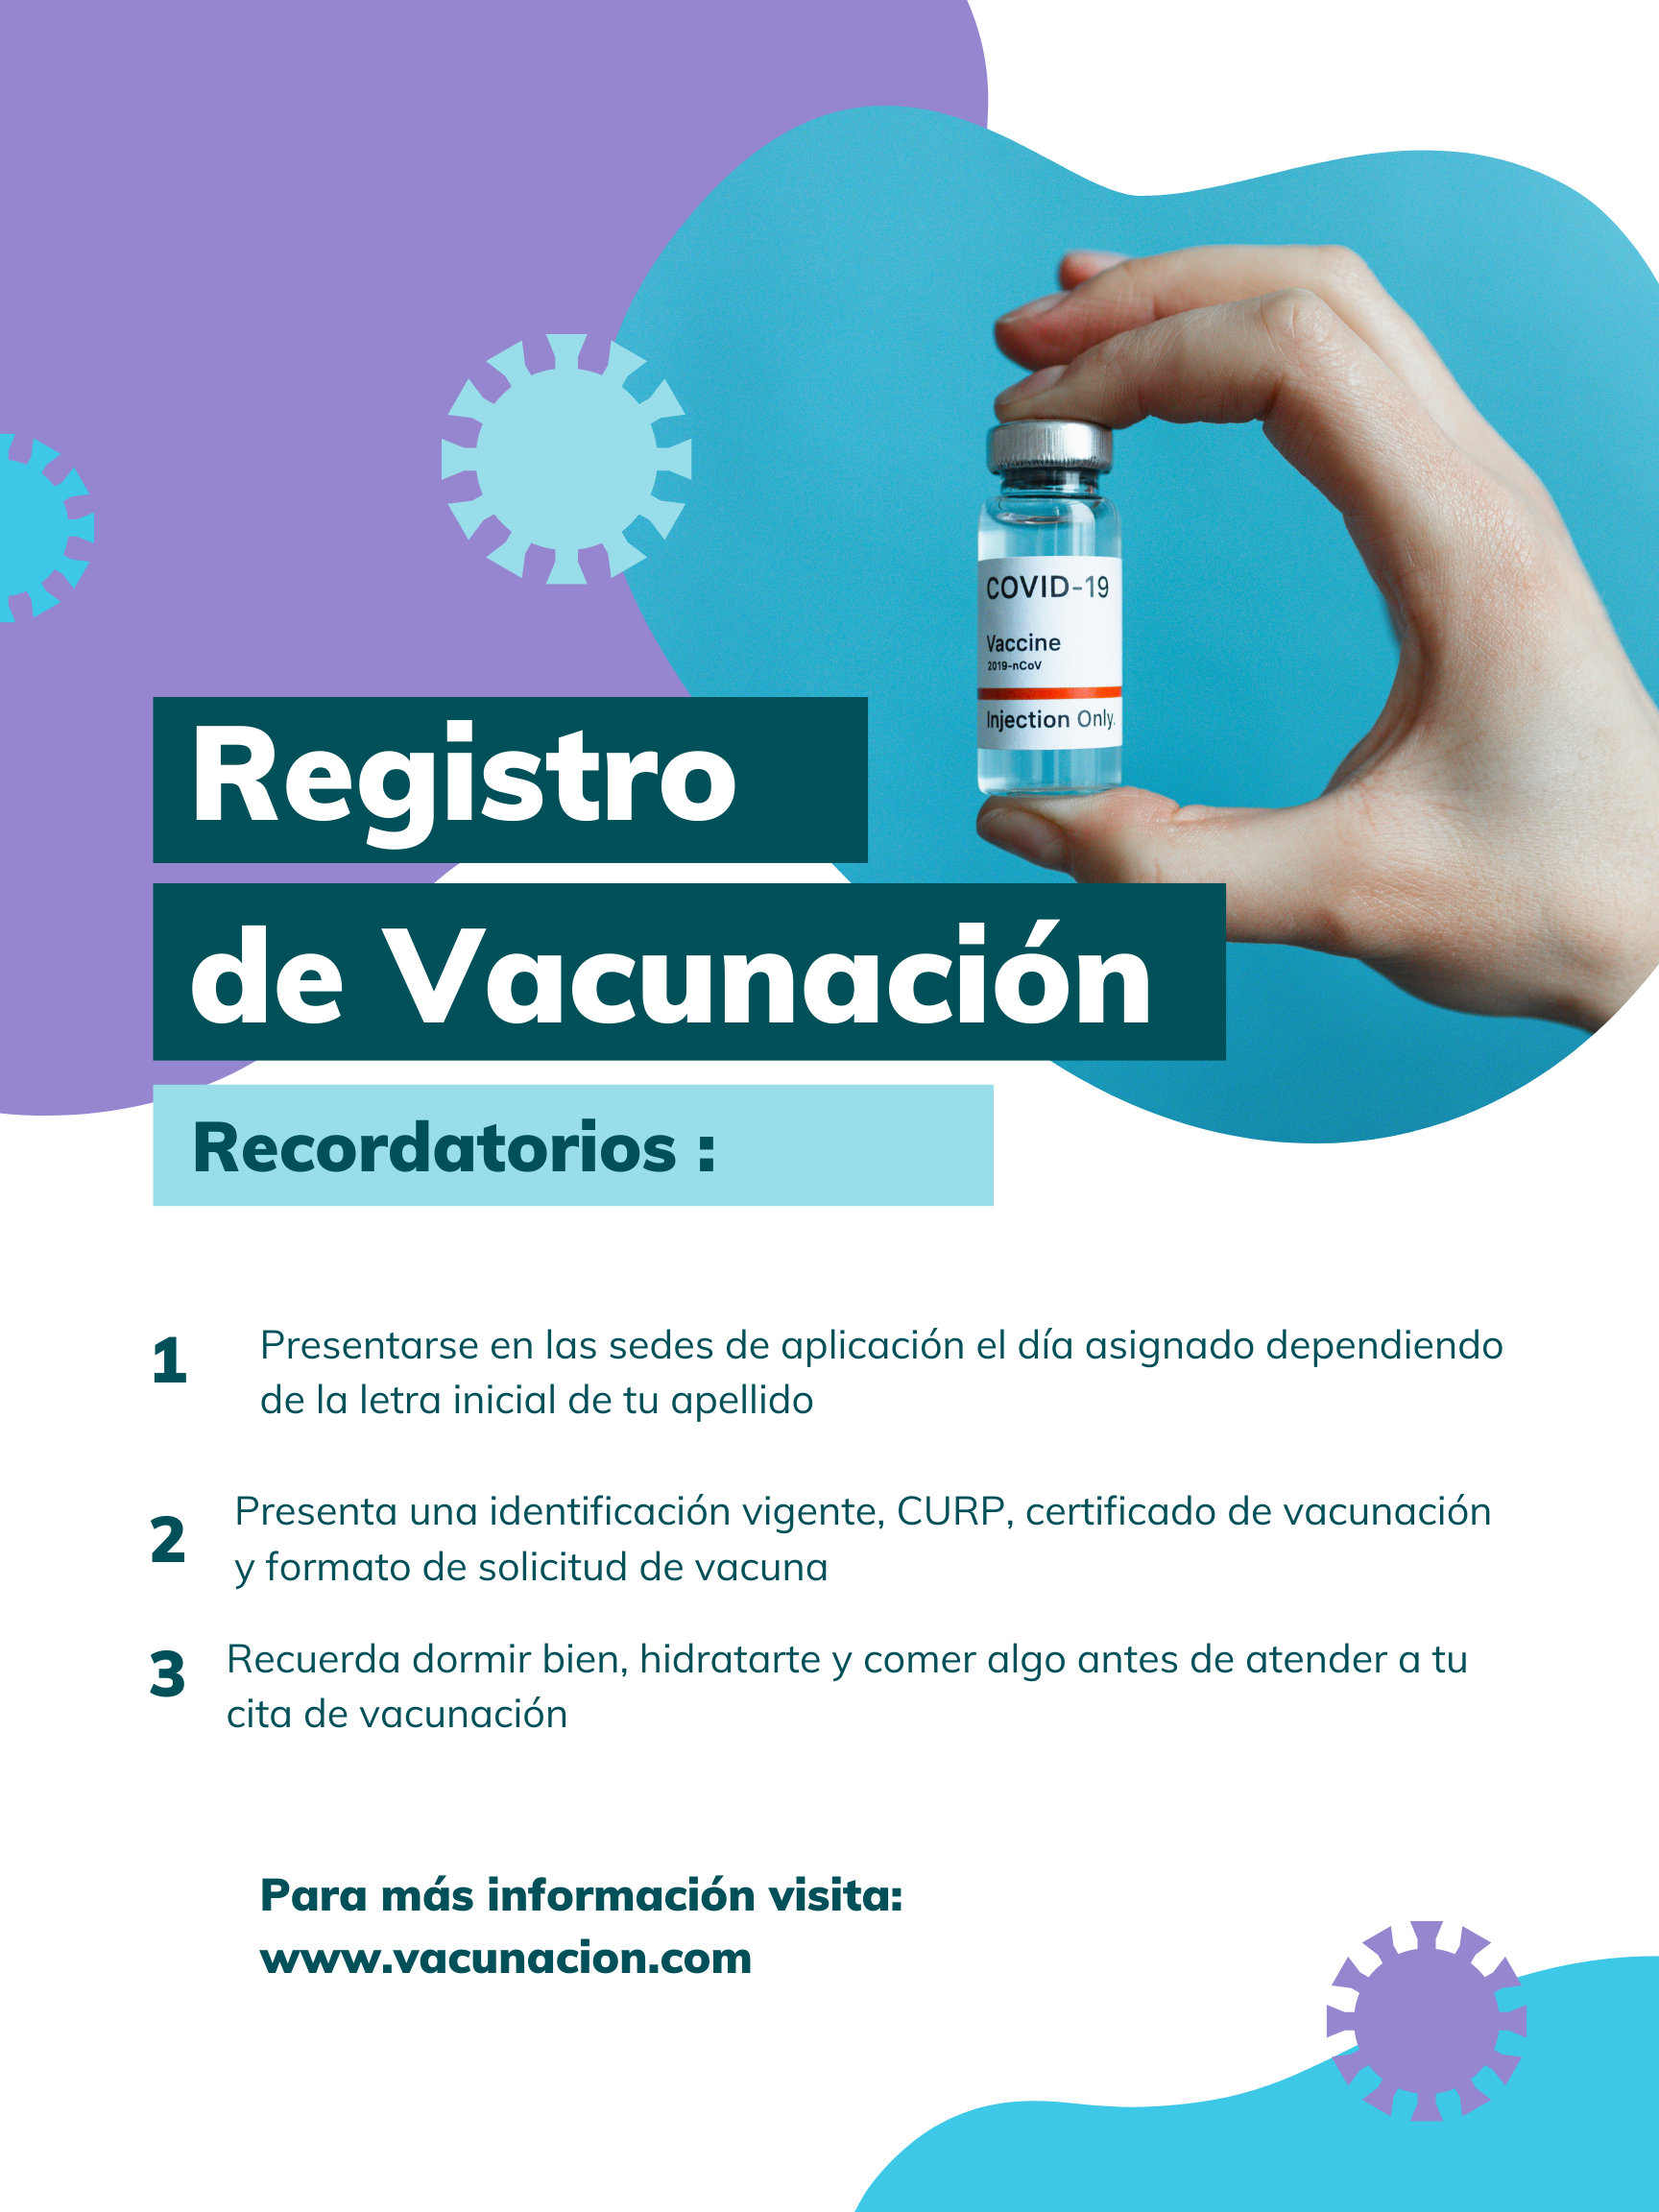 COVID-19
Vaccine
2019-nCoV
Injection Only.
Registro
de Vacunación
Recordatorios :
1 Presentarse en las sedes de aplicación el día asignado dependiendo
de la letra inicial de tu apellido
2 Presenta una identificación vigente, CURP, certificado de vacunación
y formato de solicitud de vacuna
3 Recuerda dormir bien, hidratarte y comer algo antes de atender a tu
cita de vacunación
Para más información visita:
www.vacunacion.com